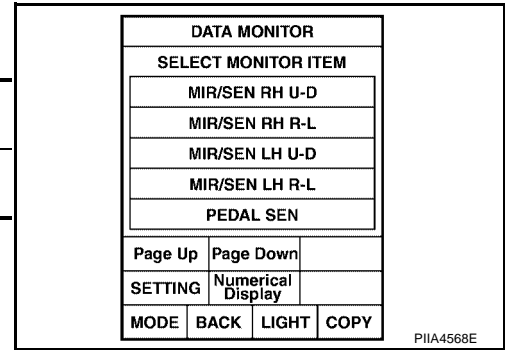 DATA MONITOR
SELECT MONITOR ITEM
MIR/SEN RH U-D
MIR/SEN RH R-L
MIR/SEN LH U-D
MIR/SEN LH R-L
PEDAL SEN
Page Up Page Down
SETTING Numerical
Display
MODE BACK LIGHT COPY
PIIA4568E